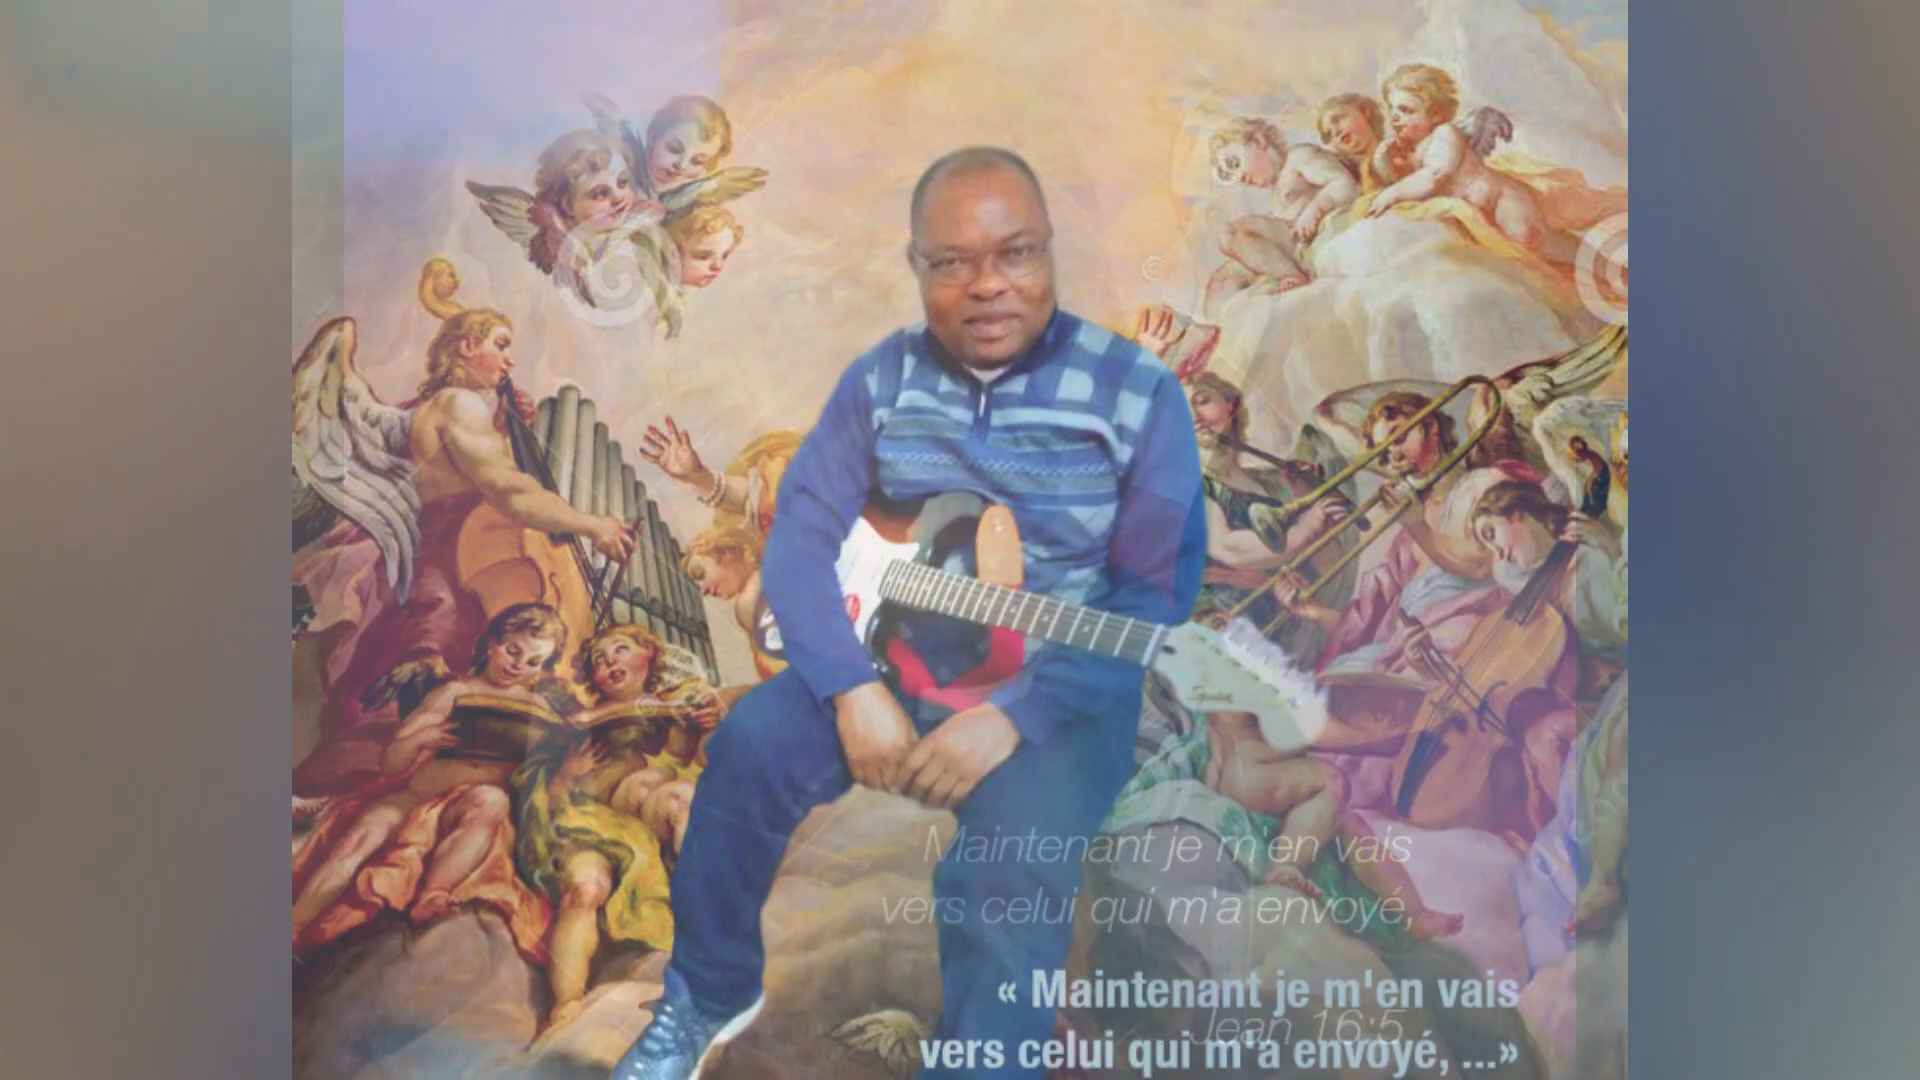 Squier
Maintenant je m'en vais
vers celui qui m'a envoyé,
« Maintenant je m'en vais
Jean 16:5
vers celui qui m'a envoyé, ...»